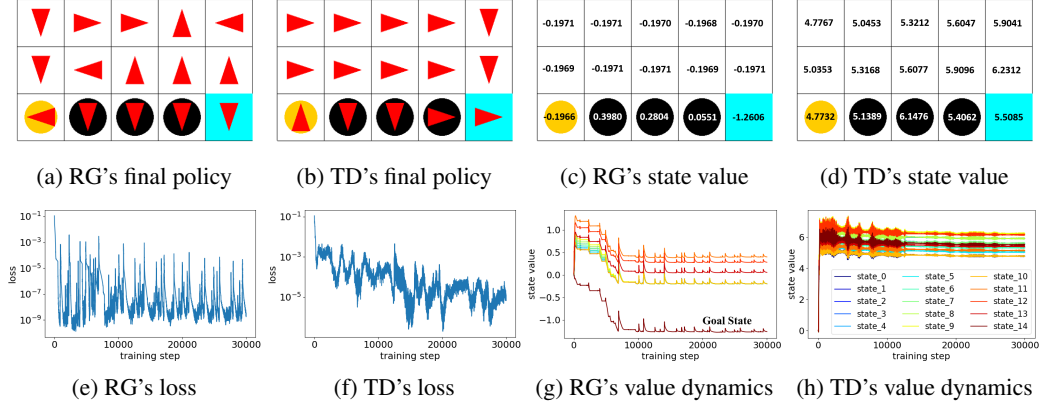 -0.1971 -0.1971 -0.1970 -0.1968 -0.1971
4.7767 5.0453 5.3212 5.6047 5.9041
-0.1969 -0.1971 -0.1971 -0.1969 -0.1971
5.0353 5.3168 5.6077 5.9096 6.2312
-0.1966 0.3980 0.2804 0.0551 -1.2606
4.7732 5.1389 6.1476 5.4062 5.5085
(a) RG's final policy
(b) TD's final policy
(c) RG's state value
(d) TD's state value
loss
10⁻¹
10⁻³
10⁻⁵
10⁻⁷
10⁻⁹
0 10000 20000 30000
training step
loss
10⁻¹
10⁻³
10⁻⁵
0 10000 20000 30000
training step
state value
1.0
0.5
0.0
-0.5
-1.0
Goal State
0 10000 20000 30000
training step
state value
6
4
2
0
state_0 state_5 state_10
state_1 state_6 state_11
state_2 state_7 state_12
state_3 state_8 state_13
state_4 state_9 state_14
0 10000 20000 30000
training step
(e) RG's loss
(f) TD's loss
(g) RG's value dynamics
(h) TD's value dynamics